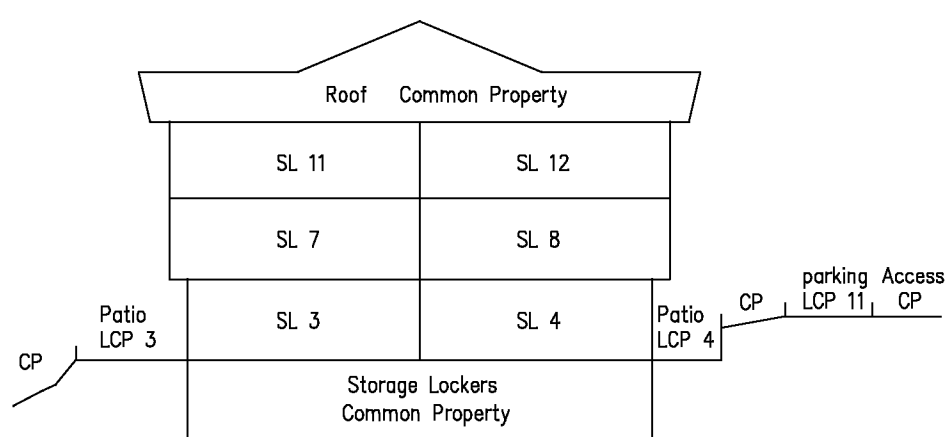 Roof Common Property
SL 11
SL 12
SL 7
SL 8
parking Access
LCP 11 CP
CP
Patio
LCP 3
SL 3
SL 4
Patio
LCP 4
CP
Storage Lockers
Common Property